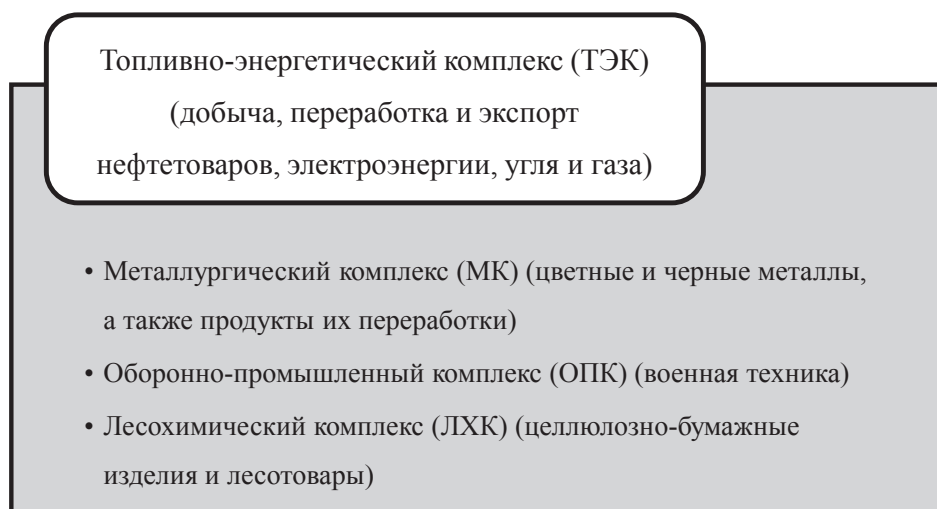 Топливно-энергетический комплекс (ТЭК)
(добыча, переработка и экспорт
нефтетоваров, электроэнергии, угля и газа)
• Металлургический комплекс (МК) (цветные и черные металлы,
а также продукты их переработки)
• Оборонно-промышленный комплекс (ОПК) (военная техника)
• Лесохимический комплекс (ЛХК) (целлюлозно-бумажные
изделия и лесотовары)